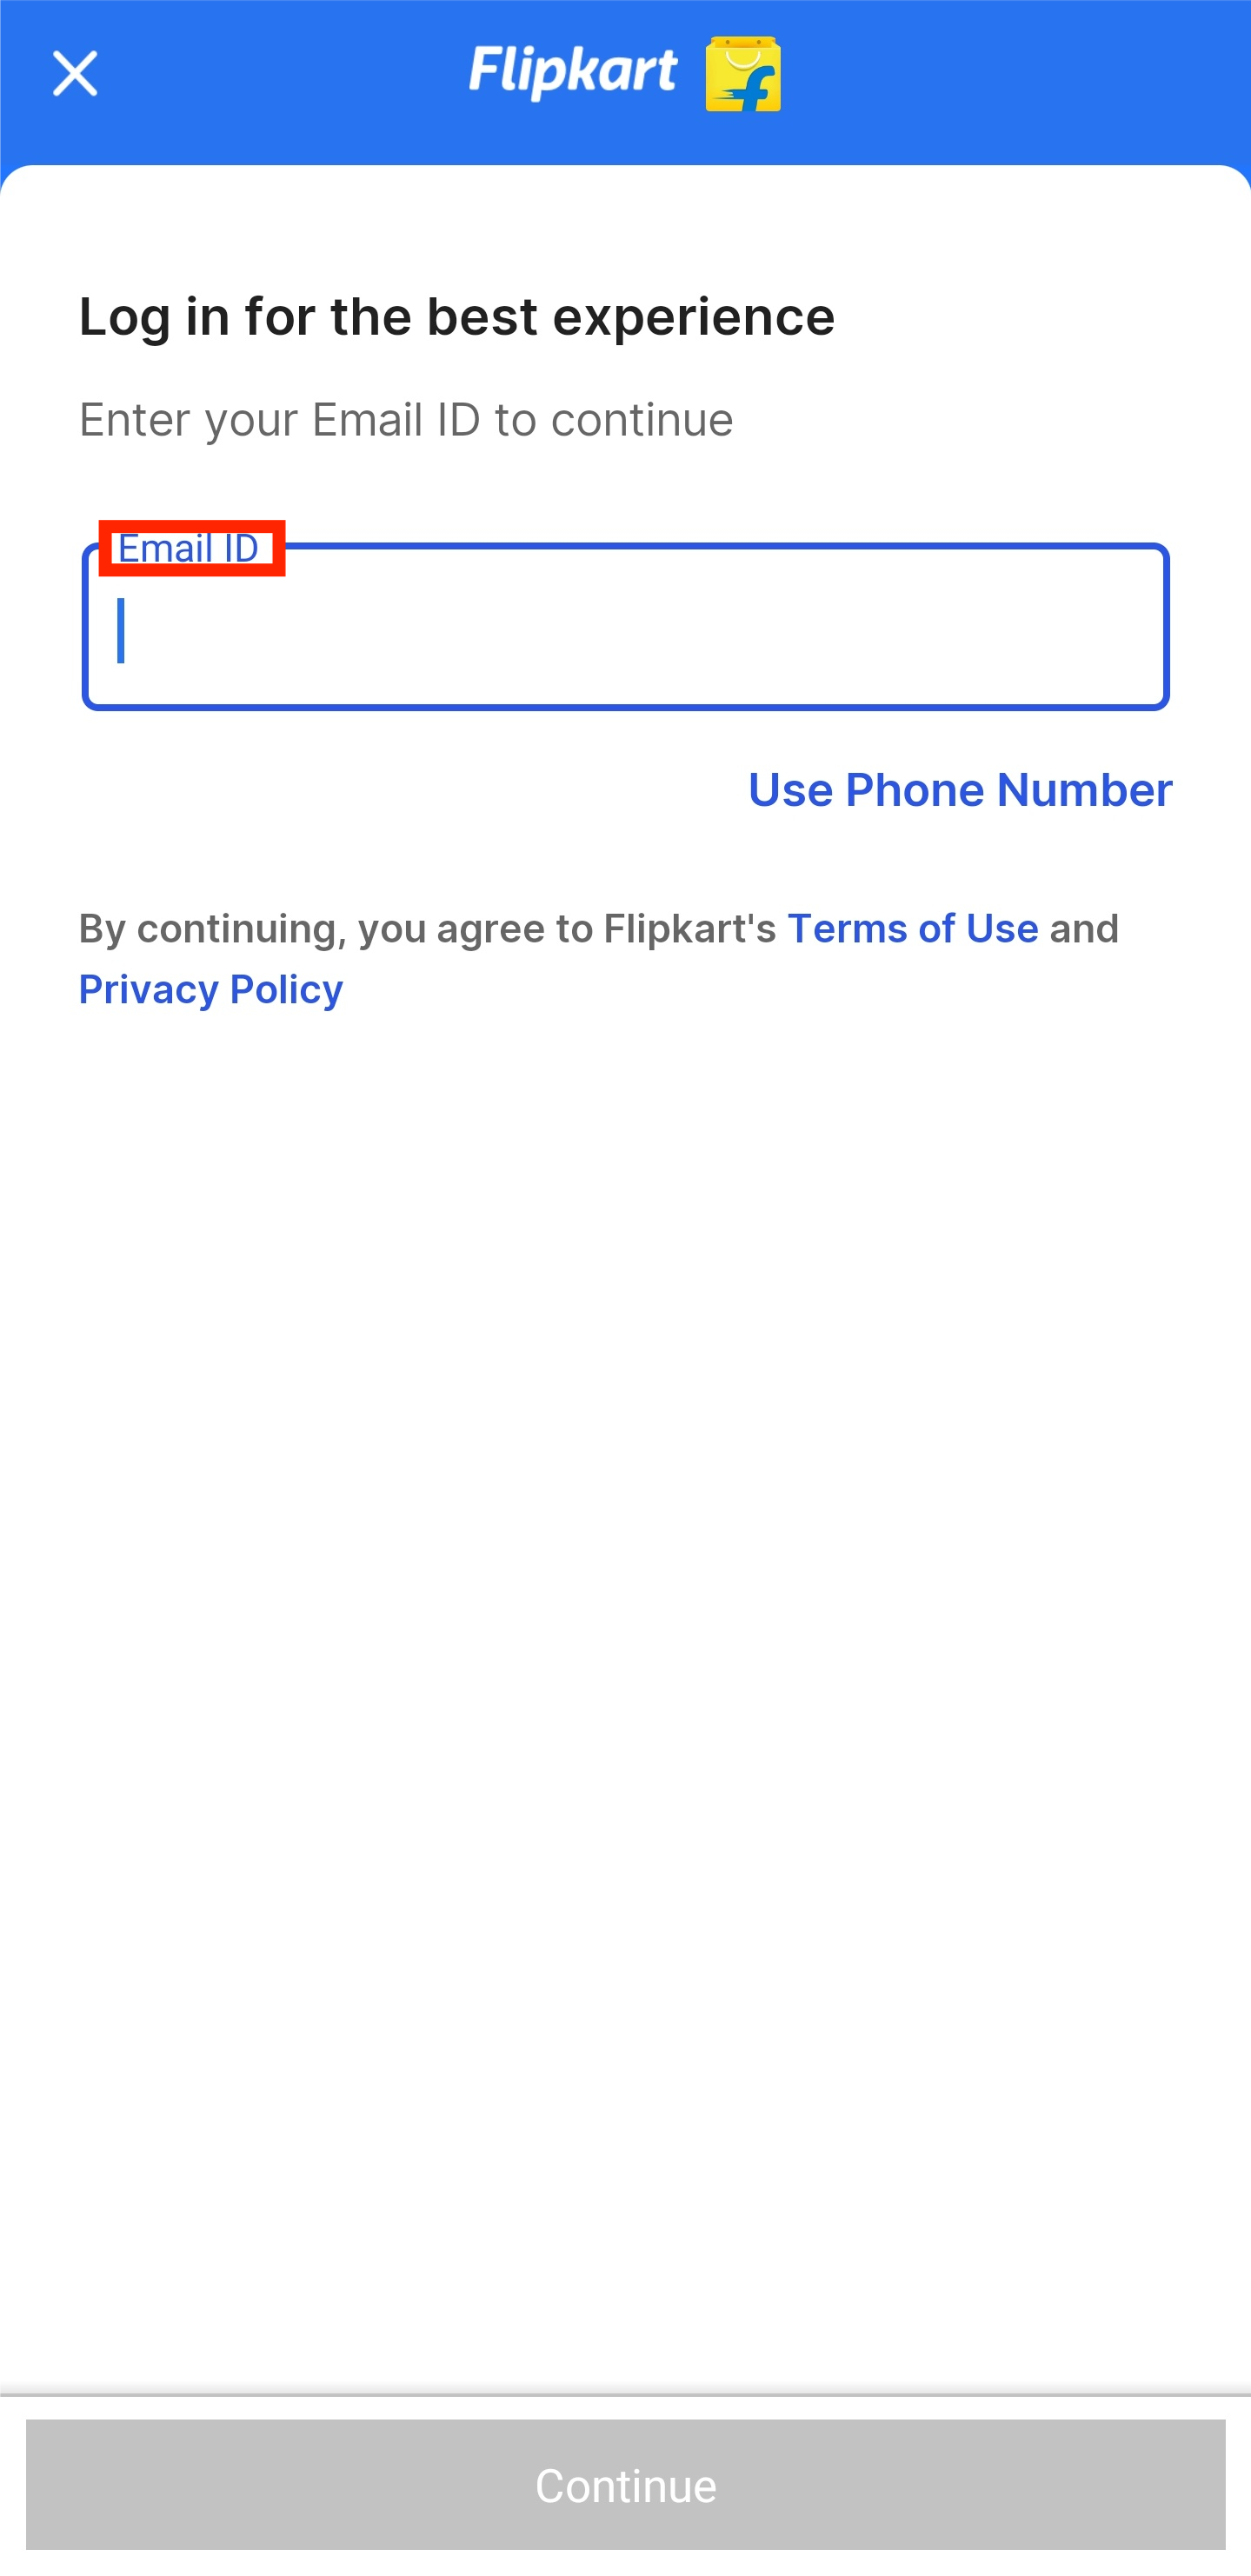 Flipkart
Log in for the best experience
Enter your Email ID to continue
Email ID
Use Phone Number
By continuing, you agree to Flipkart's Terms of Use and
Privacy Policy
Continue